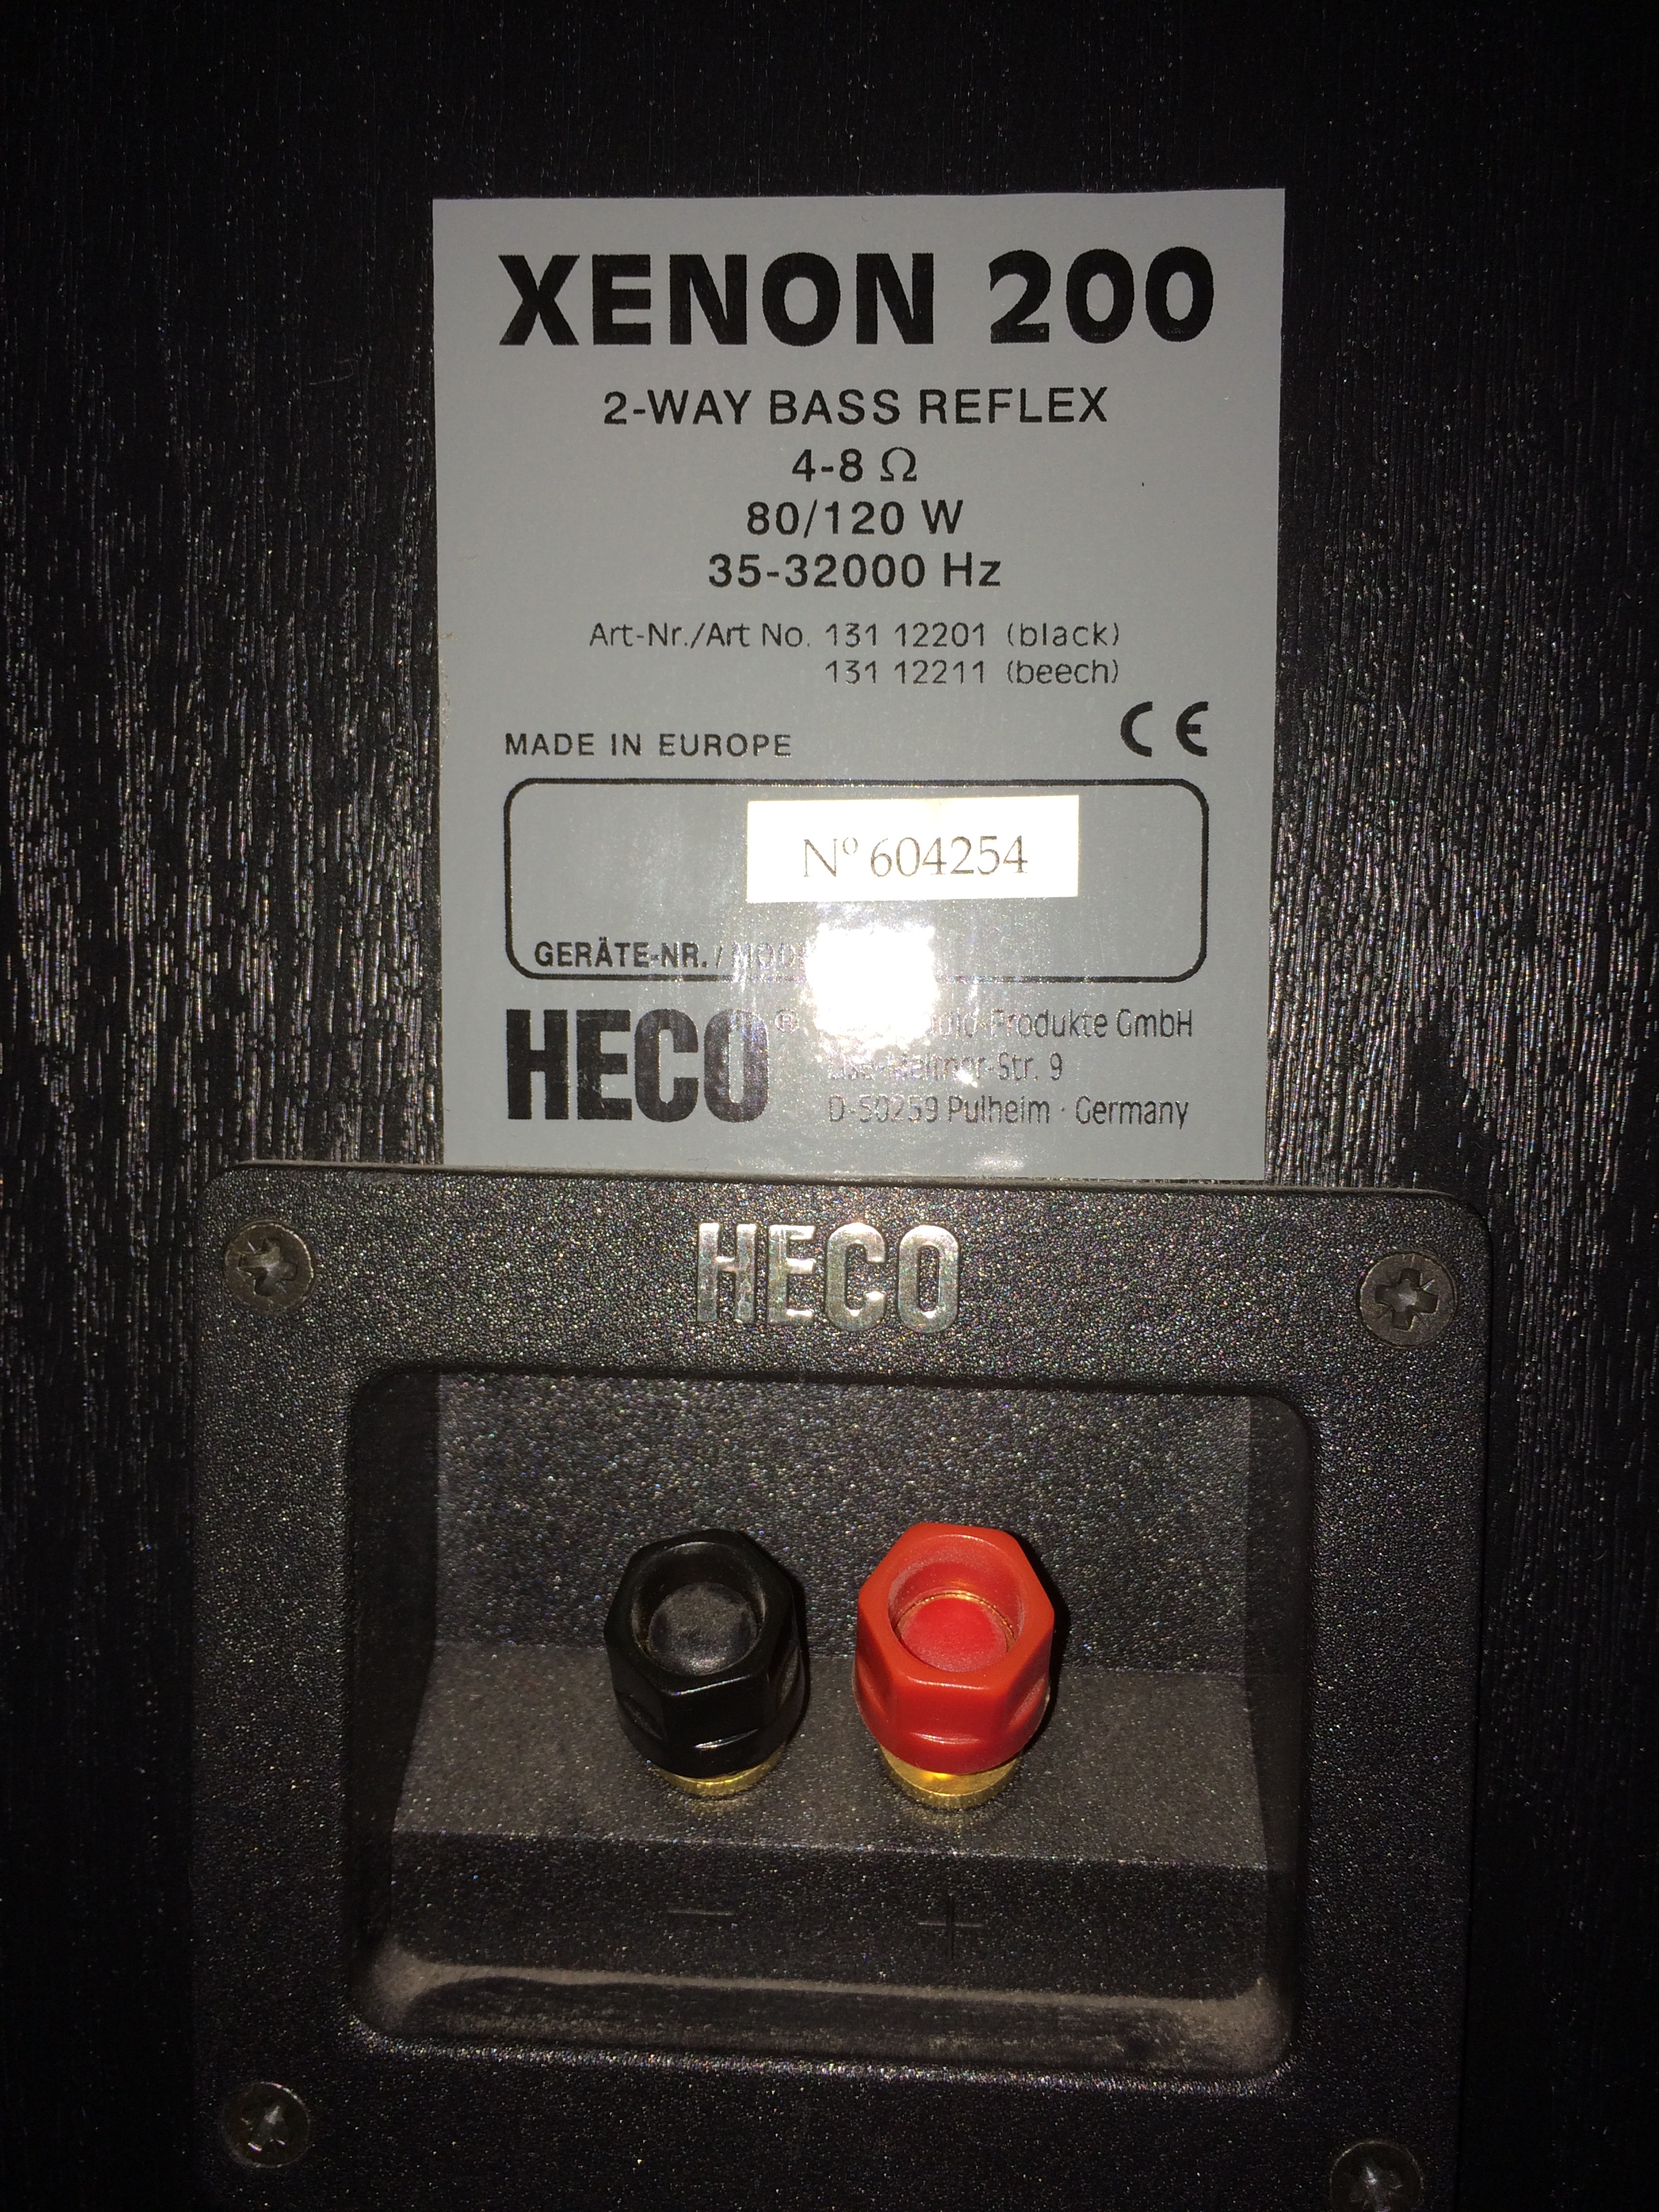 XENON 200
2-WAY BASS REFLEX
4-8 Ω
80/120 W
35-32000 Hz
Art-Nr./Art No. 131 12201 (black)
131 12211 (beech)
MADE IN EUROPE CE
Nº 604254
GERÄTE-NR. /
HECO® Produkte GmbH
Str. 9
D-50259 Pulheim · Germany
HECO
− +